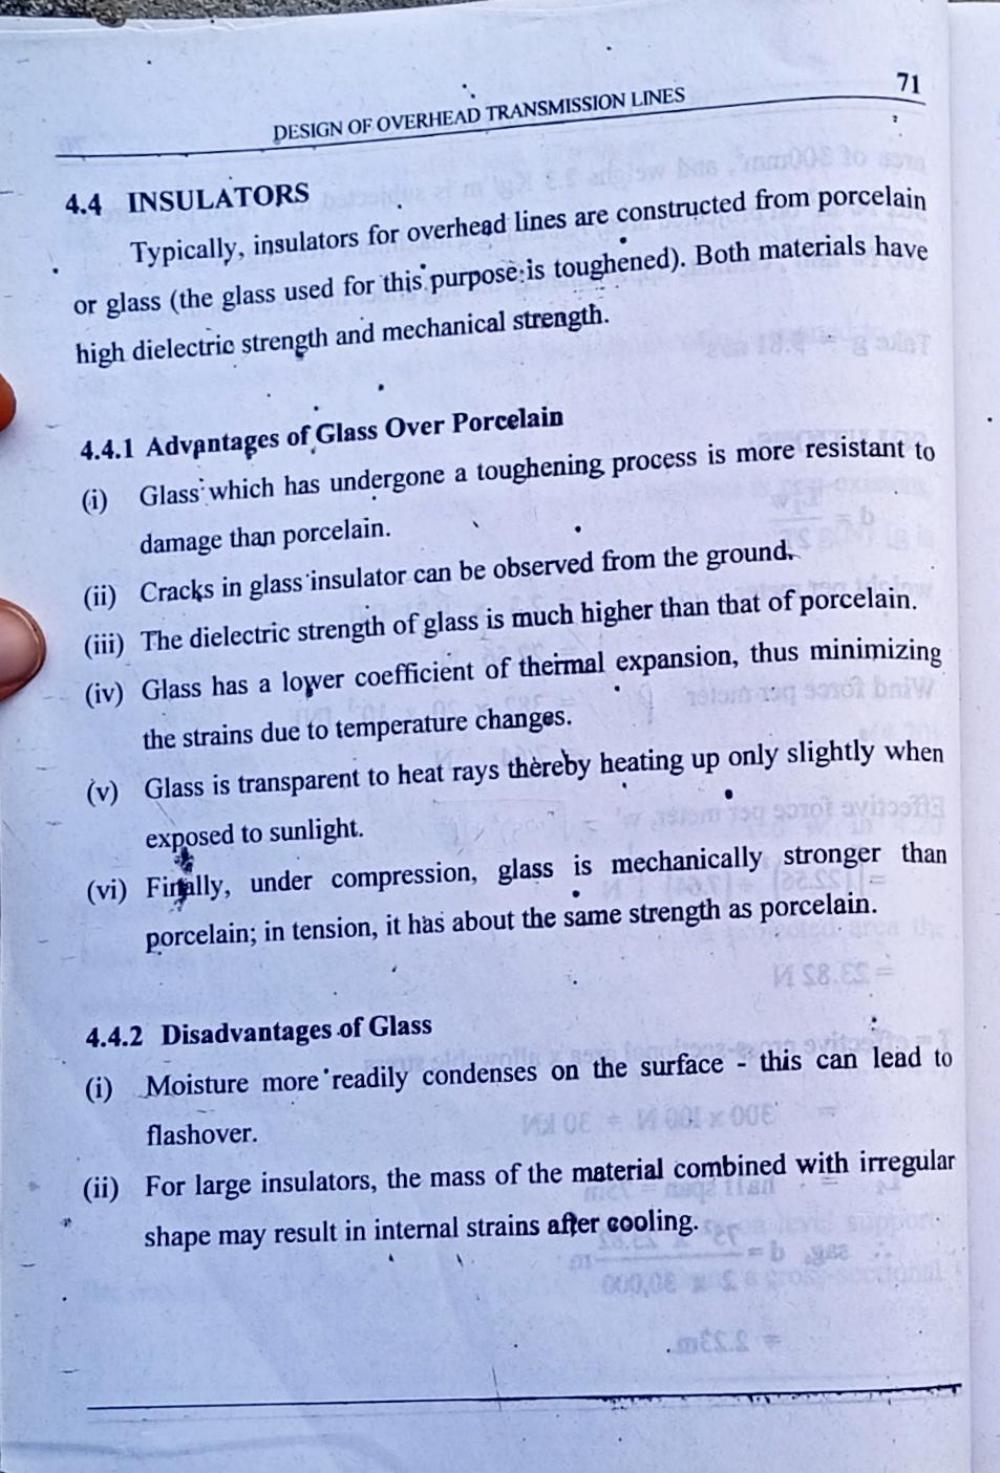 71
DESIGN OF OVERHEAD TRANSMISSION LINES
4.4 INSULATORS
Typically, insulators for overhead lines are constructed from porcelain
or glass (the glass used for this purpose is toughened). Both materials have
high dielectric strength and mechanical strength.
4.4.1 Advantages of Glass Over Porcelain
(i) Glass which has undergone a toughening process is more resistant to
damage than porcelain.
(ii) Cracks in glass insulator can be observed from the ground.
(iii) The dielectric strength of glass is much higher than that of porcelain.
(iv) Glass has a lower coefficient of thermal expansion, thus minimizing
the strains due to temperature changes.
(v) Glass is transparent to heat rays thereby heating up only slightly when
exposed to sunlight.
(vi) Finally, under compression, glass is mechanically stronger than
porcelain; in tension, it has about the same strength as porcelain.
4.4.2 Disadvantages of Glass
(i) Moisture more readily condenses on the surface - this can lead to
flashover.
(ii) For large insulators, the mass of the material combined with irregular
shape may result in internal strains after cooling.